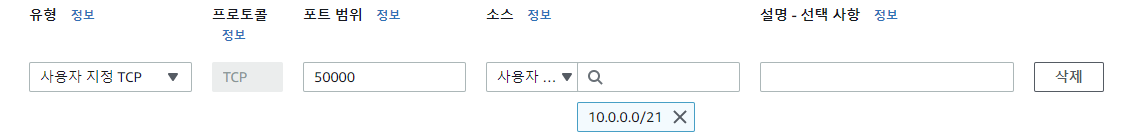 유형 정보 프로토콜 포트 범위 정보 소스 정보 설명 - 선택 사항 정보
정보
사용자 지정 TCP TCP 50000 사용자 ... 삭제
10.0.0.0/21